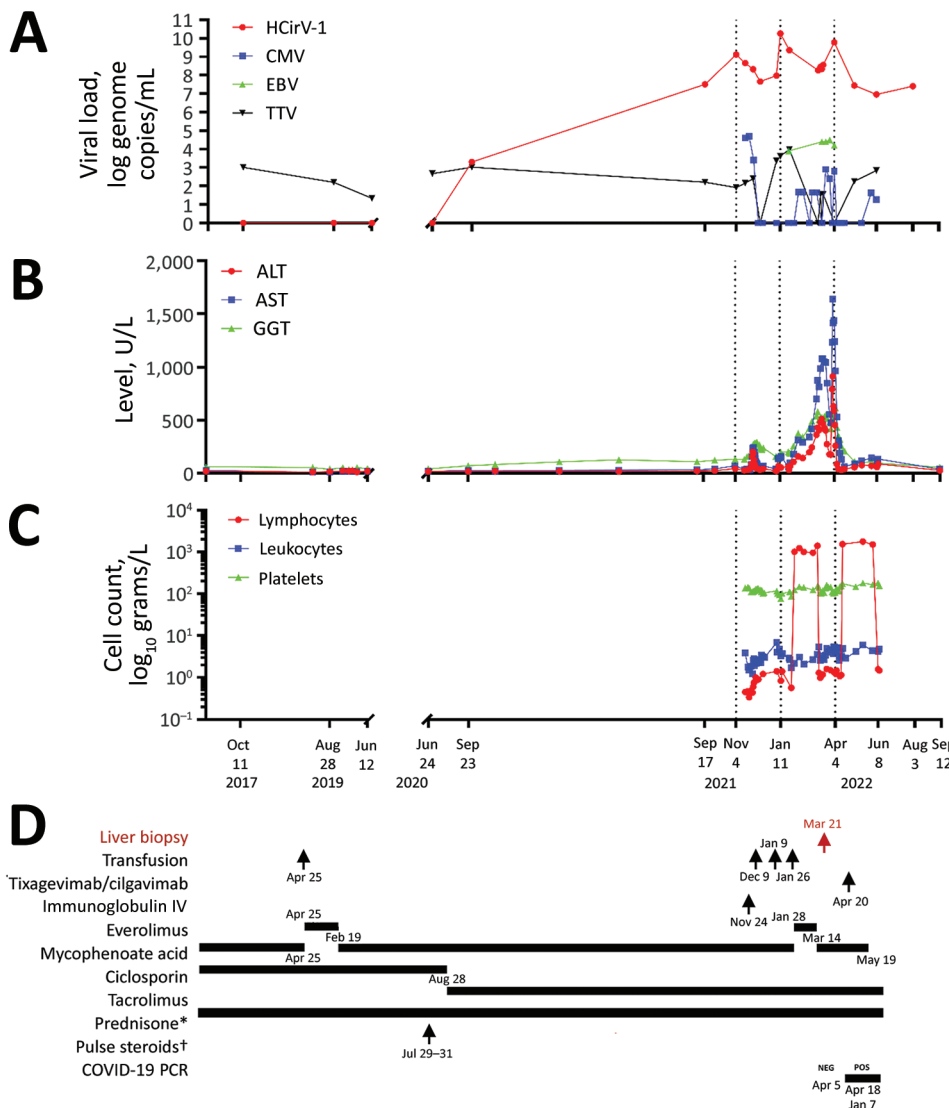 A
Viral load,
log genome
copies/mL
11
10
9
8
7
6
5
4
3
2
1
0
HCirV-1
CMV
EBV
TTV
B
Level, U/L
2,000
1,500
1,000
500
0
ALT
AST
GGT
C
Cell count,
log10 grams/L
10^4
10^3
10^2
10^1
10^0
10^−1
Lymphocytes
Leukocytes
Platelets
Oct
11
2017
Aug
28
2019
Jun
12
2020
Jun
24
Sep
23
Sep
17
2021
Nov
4
Jan
11
Apr
4
2022
Jun
8
Aug
3
Sep
12
D
Liver biopsy
Mar 21
Transfusion
Apr 25
Dec 9
Jan 9
Jan 26
Tixagevimab/cilgavimab
Apr 20
Immunoglobulin IV
Nov 24
Everolimus
Apr 25
Feb 19
Jan 28
Mar 14
Mycophenoate acid
Apr 25
May 19
Ciclosporin
Aug 28
Tacrolimus
Prednisone*
Pulse steroids†
Jul 29–31
COVID-19 PCR
NEG
Apr 5
POS
Apr 18
Jan 7